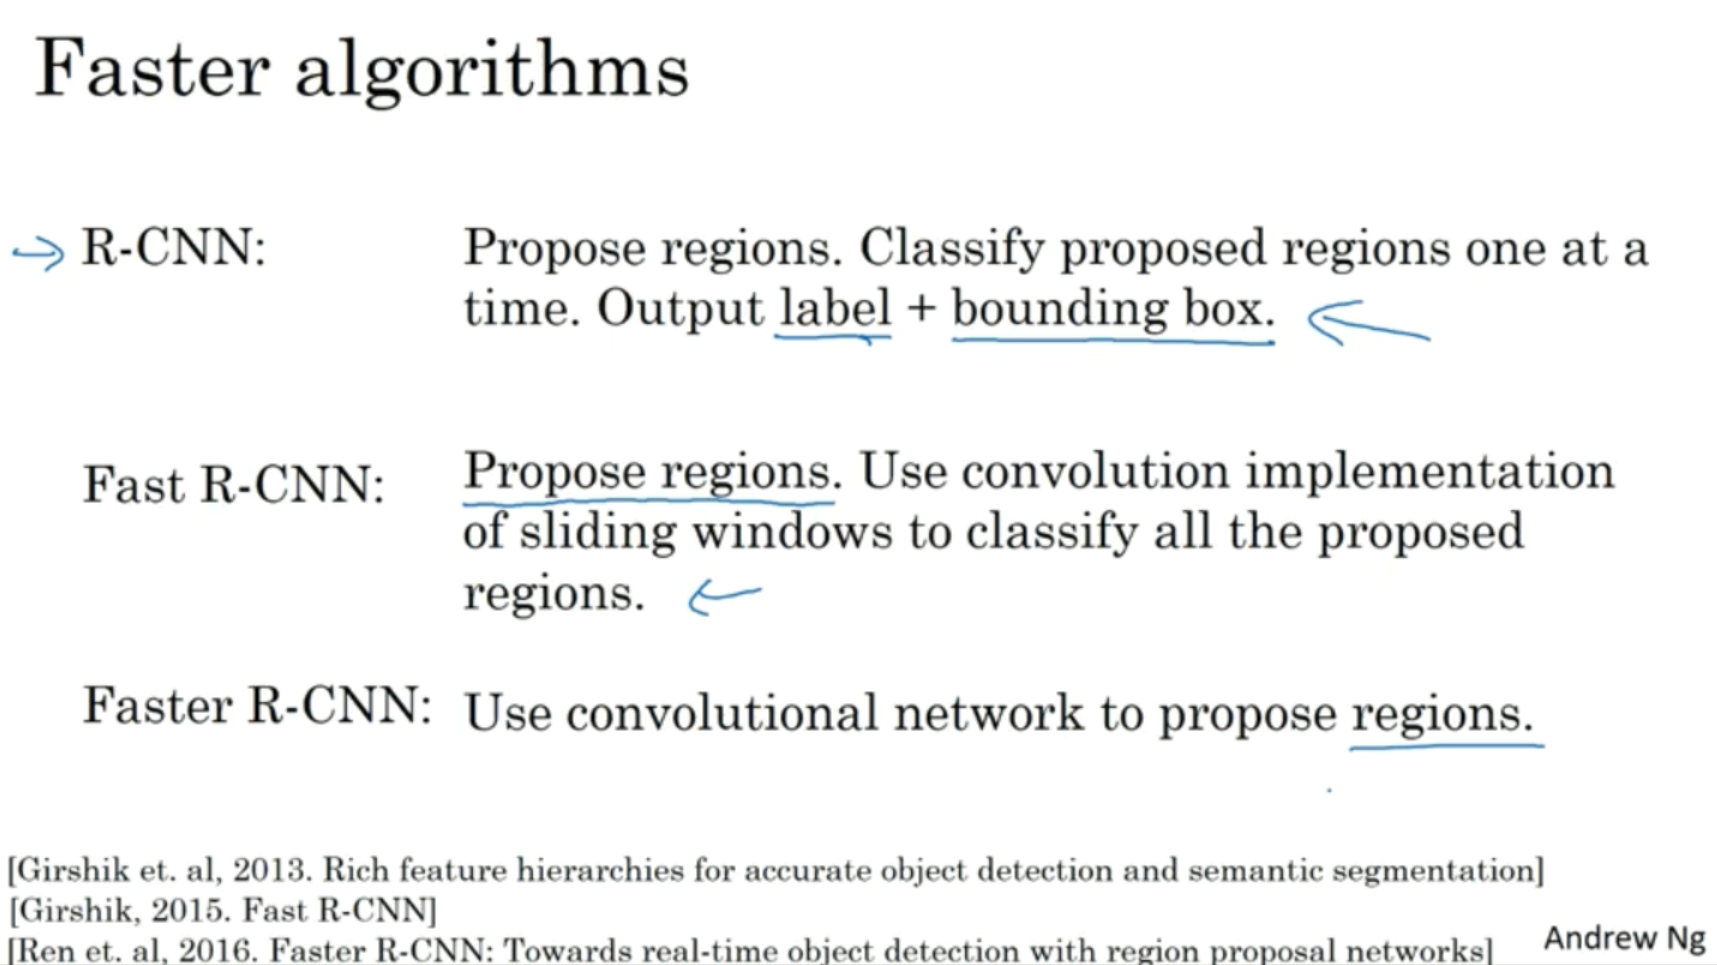 Faster algorithms
R-CNN: Propose regions. Classify proposed regions one at a
time. Output label + bounding box.
Fast R-CNN: Propose regions. Use convolution implementation
of sliding windows to classify all the proposed
regions.
Faster R-CNN: Use convolutional network to propose regions.
[Girshik et. al, 2013. Rich feature hierarchies for accurate object detection and semantic segmentation]
[Girshik, 2015. Fast R-CNN]
[Ren et. al, 2016. Faster R-CNN: Towards real-time object detection with region proposal networks]
Andrew Ng